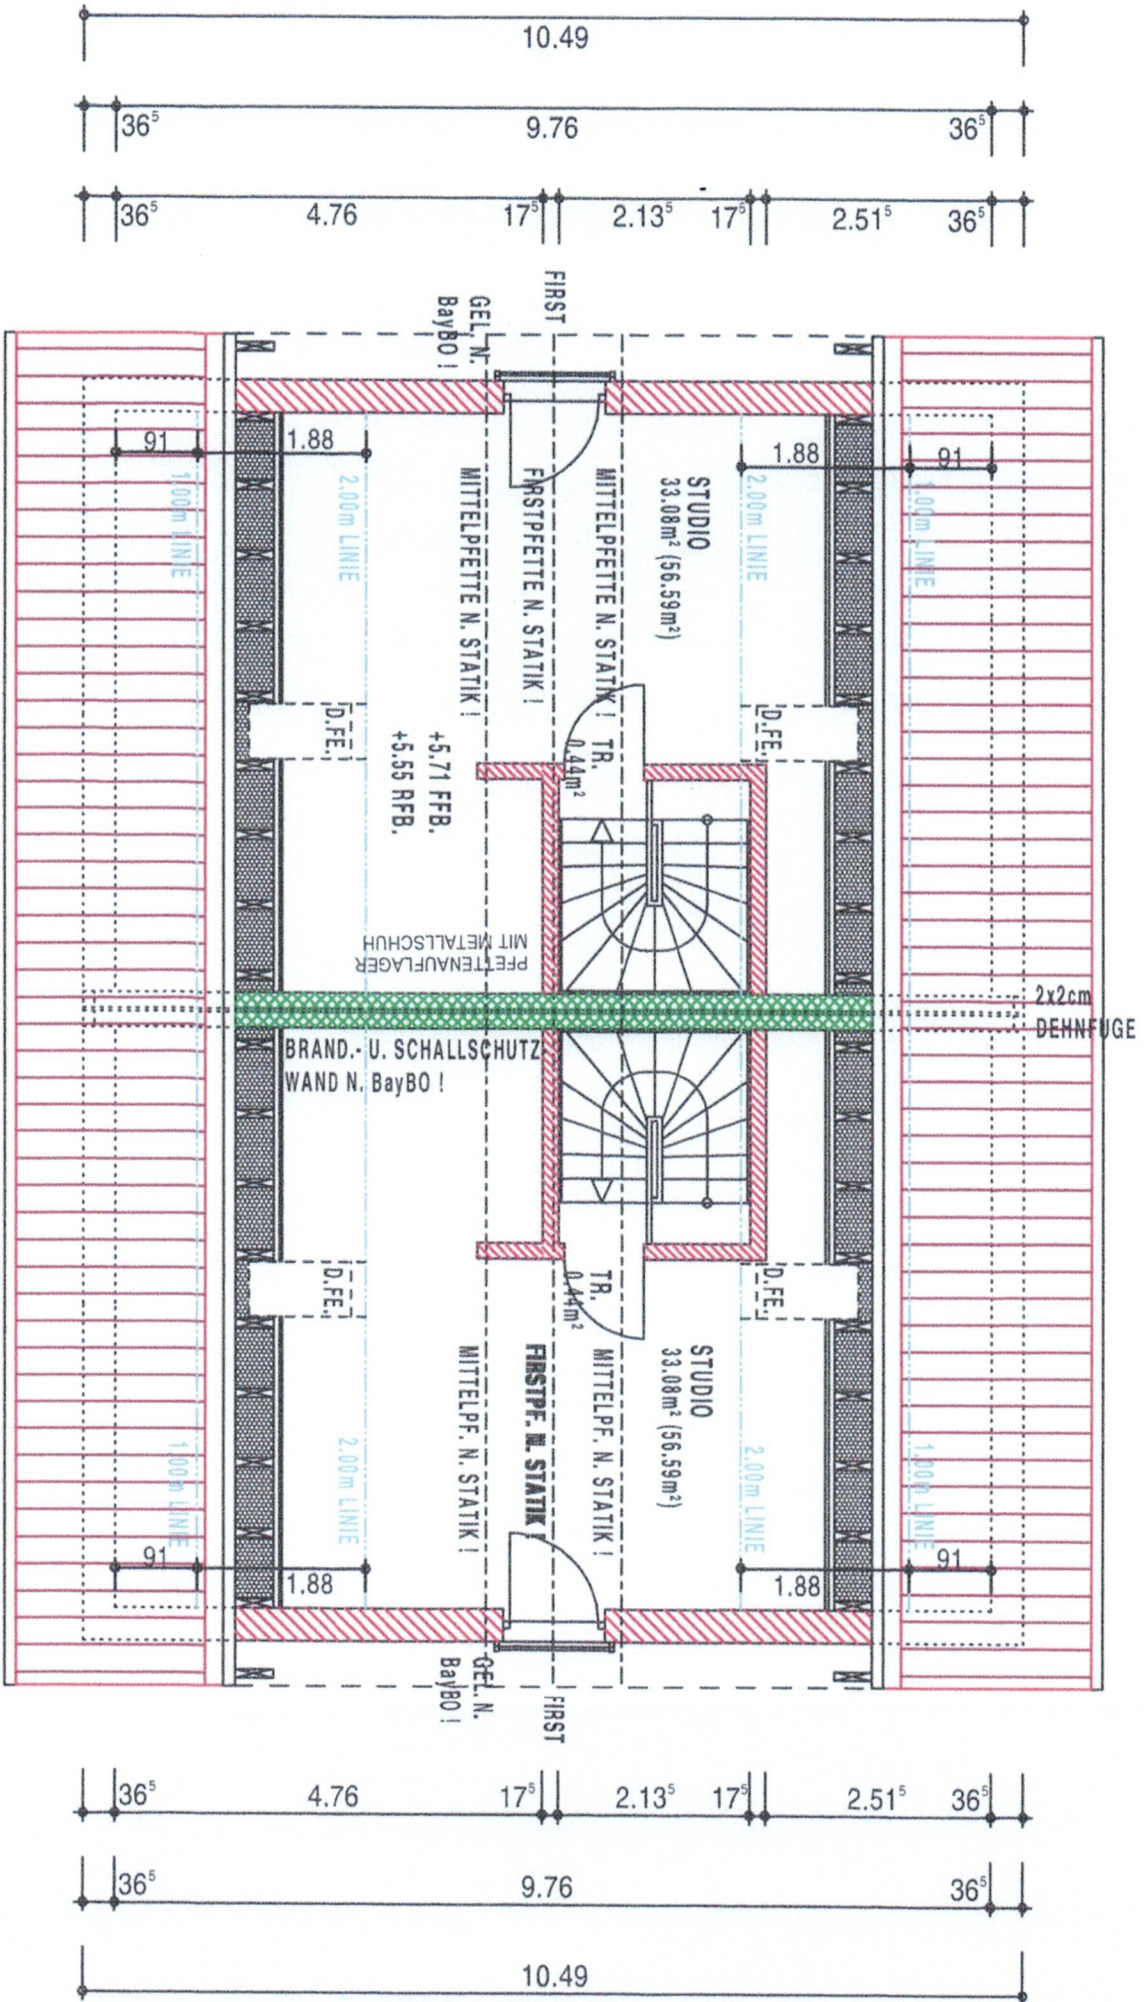 10.49
36⁵ 9.76 36⁵
36⁵ 4.76 17⁵ 2.13⁵ 17⁵ 2.51⁵ 36⁵
FIRST
GEL. N.
BayBO !
91 1.88
1.88 91
1.00m LINIE
2.00m LINIE
MITTELPFETTE N. STATIK !
FIRSTPFETTE N. STATIK !
MITTELPFETTE N. STATIK !
STUDIO
33.08m² (56.59m²)
2.00m LINIE
1.00m LINIE
D.FE.
D.FE.
+5.71 FFB.
+5.55 RFB.
TR.
0.44m²
PFETTENAUFLAGER
MIT METALLSCHUH
2x2cm
DEHNFUGE
BRAND.- U. SCHALLSCHUTZ
WAND N. BayBO !
D.FE.
D.FE.
TR.
0.44m²
1.00m LINIE
2.00m LINIE
MITTELPF. N. STATIK !
FIRSTPF. N. STATIK !
MITTELPF. N. STATIK !
STUDIO
33.08m² (56.59m²)
2.00m LINIE
1.00m LINIE
91 1.88
1.88 91
GEL. N.
BayBO !
FIRST
36⁵ 4.76 17⁵ 2.13⁵ 17⁵ 2.51⁵ 36⁵
36⁵ 9.76 36⁵
10.49